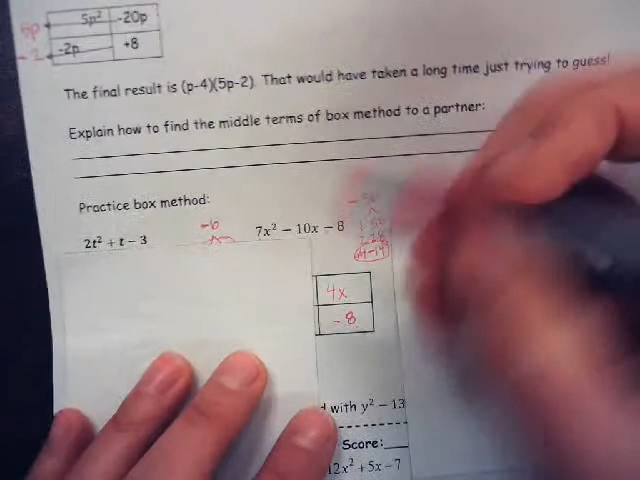 5p 5p² -20p
-2 -2p +8
The final result is (p-4)(5p-2). That would have taken a long time just trying to guess!
Explain how to find the middle terms of box method to a partner:
Practice box method:
2t² + t − 3 -6 7x² − 10x − 8
4x
-8
with y² − 13
Score:
12x² + 5x − 7